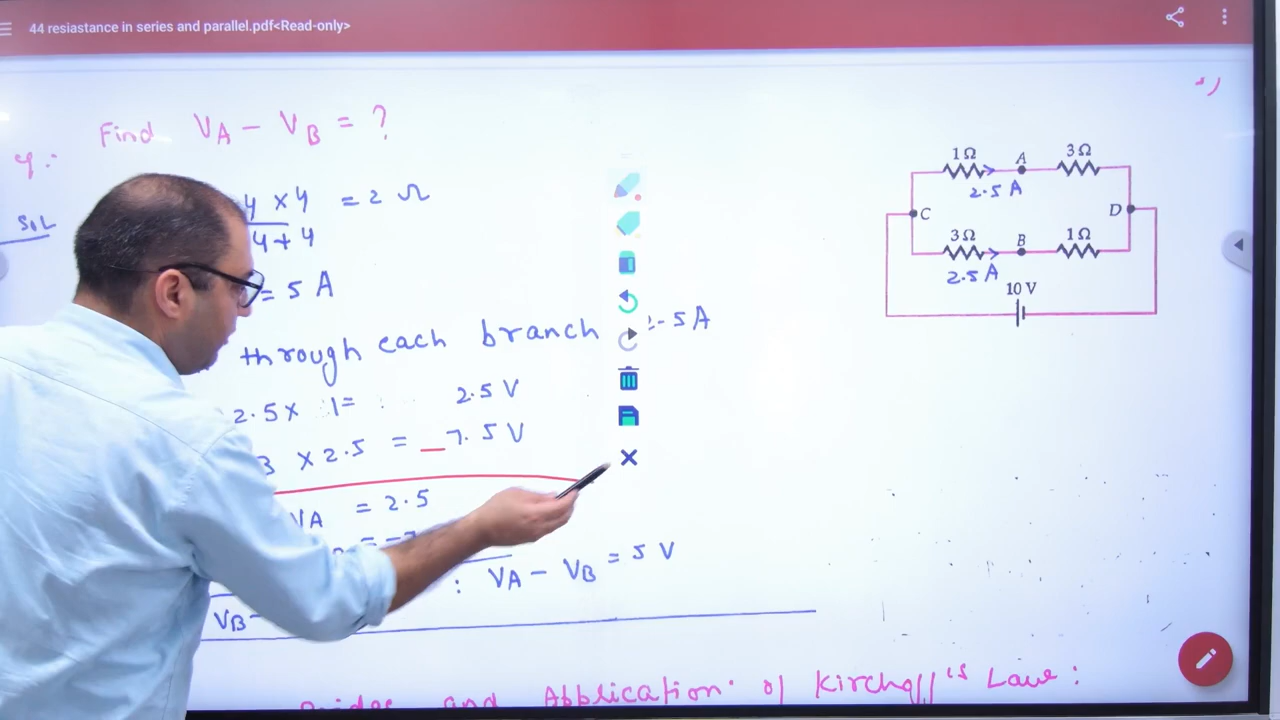 44 resiastance in series and parallel.pdf<Read-only>
Find VA - VB = ?
SOL
4 × 4 = 2 Ω
4 + 4
= 5 A
through each branch 2.5 A
2.5 × 1 = 2.5 V
3 × 2.5 = 7.5 V
VA = 2.5
VB
: VA - VB = 5 V
and Application of Kirchoff's Law :
1Ω A 3Ω
2.5 A
C D
3Ω B 1Ω
2.5 A
10 V